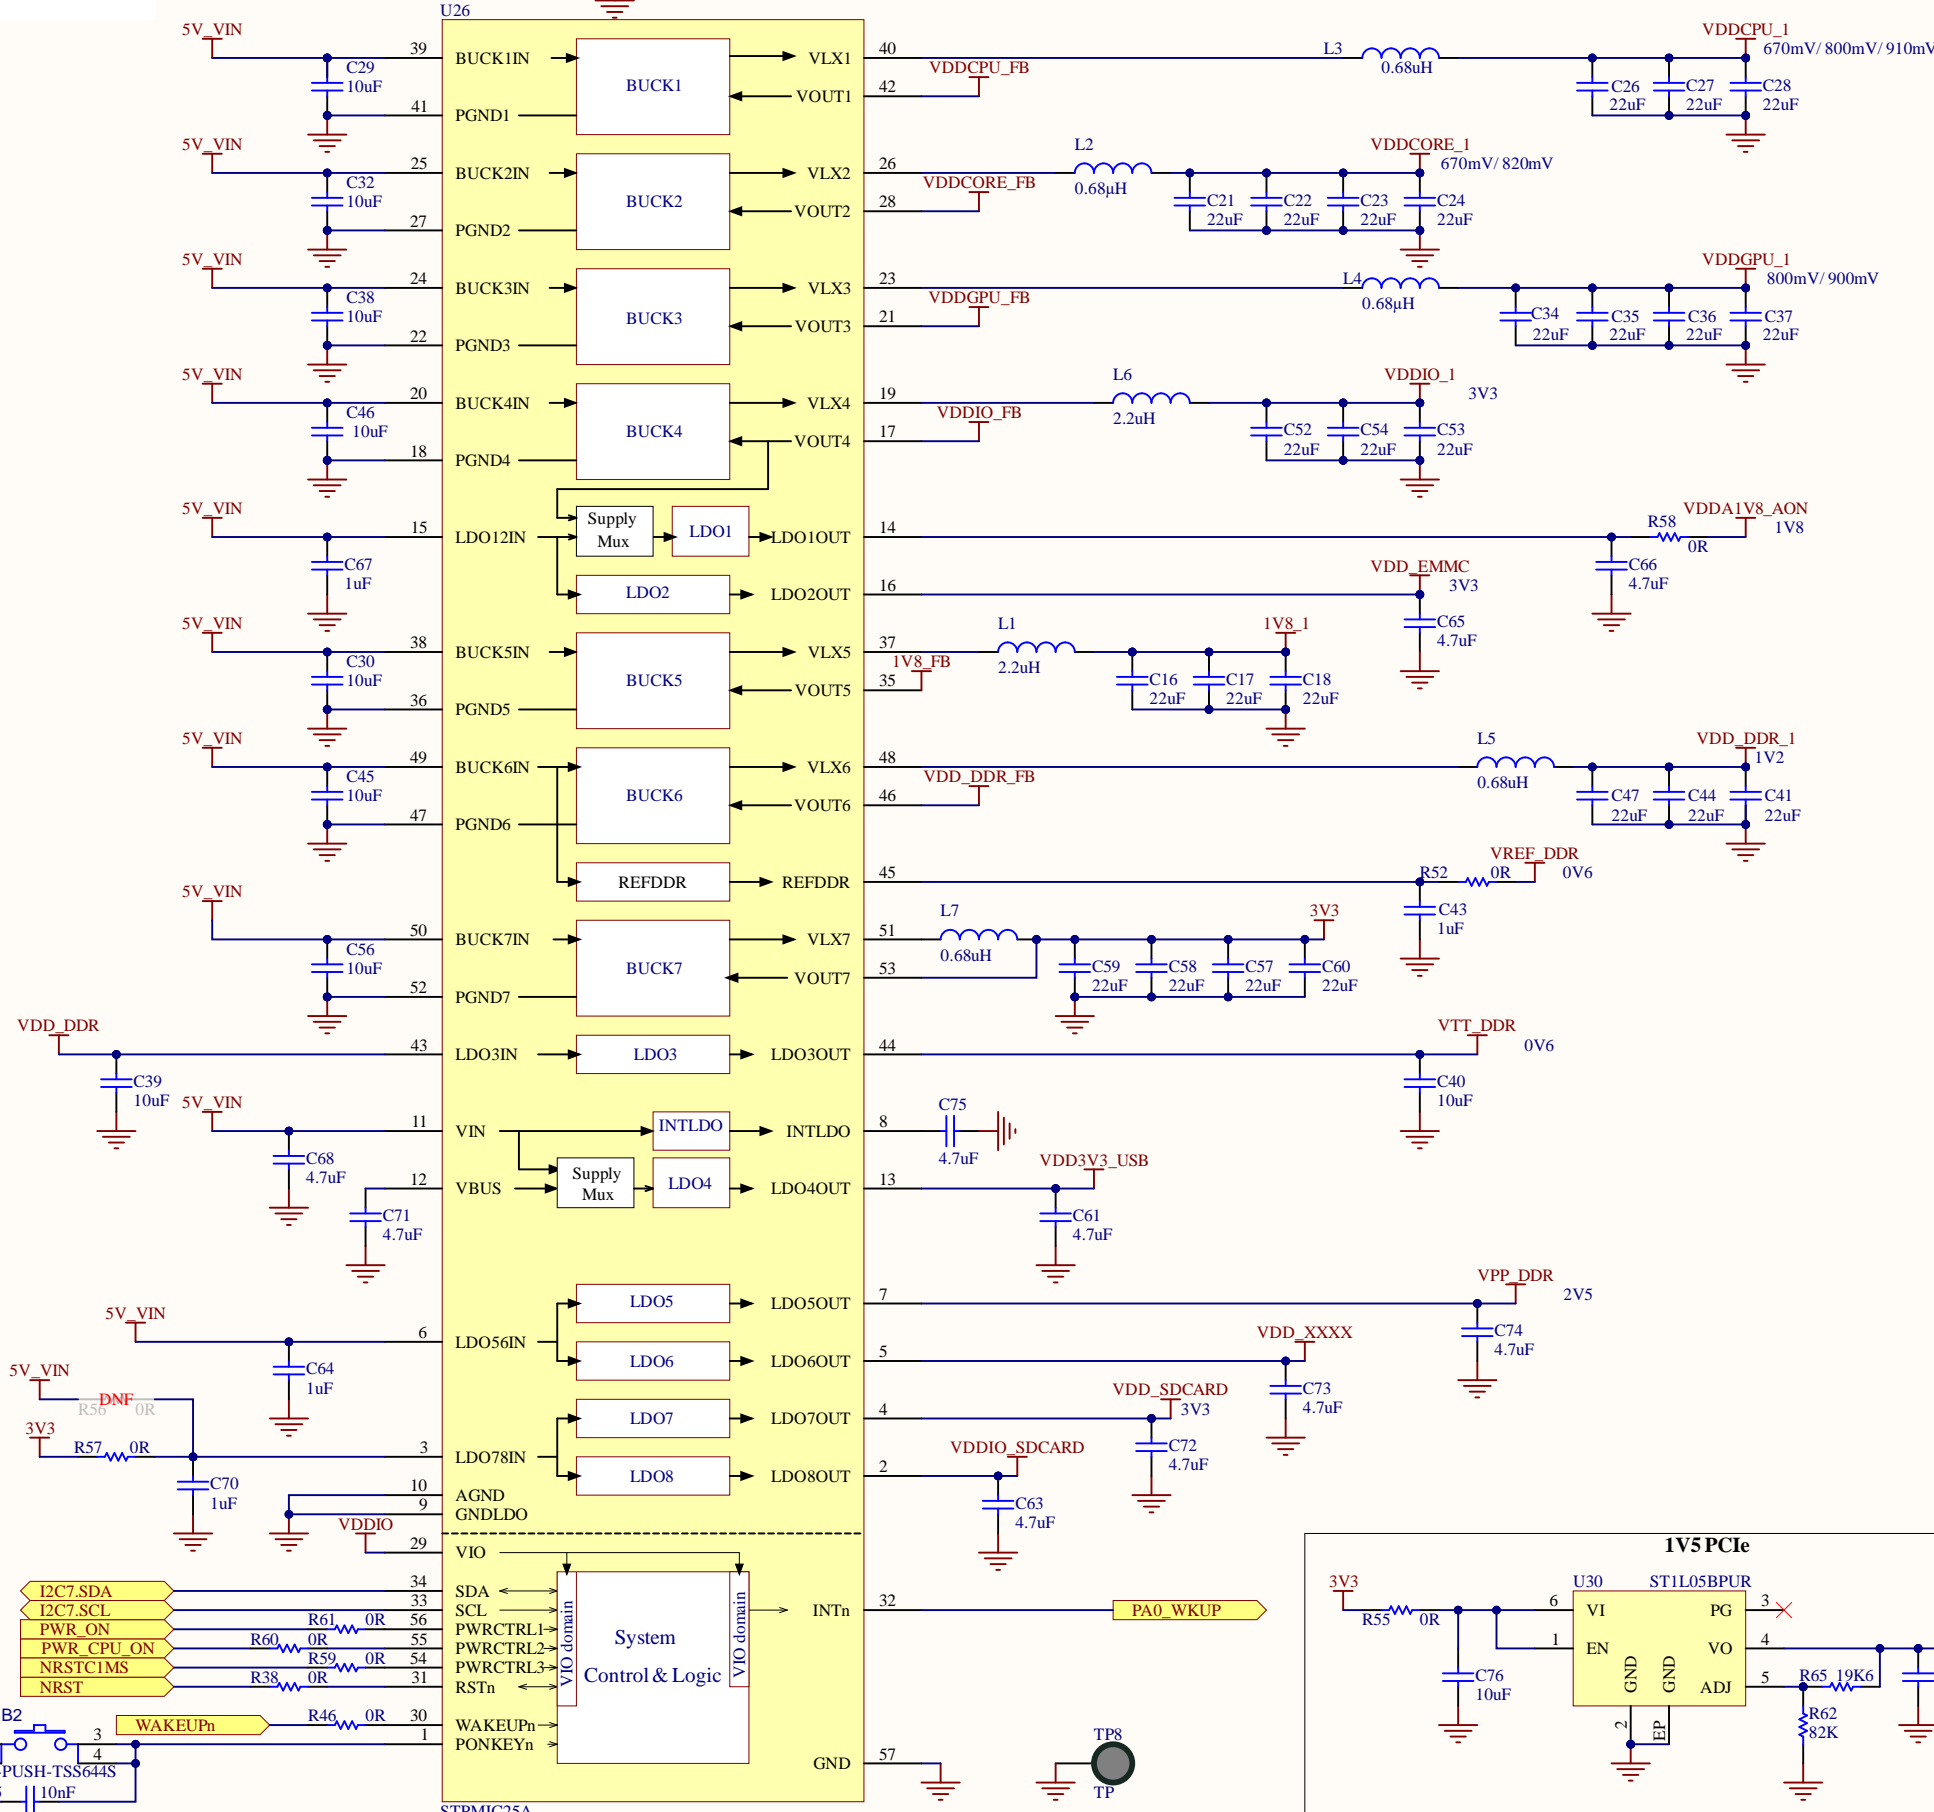 U26
5V_VIN
39
BUCK1IN
BUCK1
VLX1
40
L3
0.68uH
VDDCPU_1
670mV/ 800mV/ 910mV
C29
10uF
VDDCPU_FB
VOUT1
42
C26
22uF
C27
22uF
C28
22uF
41
PGND1
5V_VIN
25
BUCK2IN
BUCK2
VLX2
26
L2
0.68µH
VDDCORE_1
670mV/ 820mV
C32
10uF
VDDCORE_FB
VOUT2
28
C21
22uF
C22
22uF
C23
22uF
C24
22uF
27
PGND2
5V_VIN
24
BUCK3IN
BUCK3
VLX3
23
L4
0.68µH
VDDGPU_1
800mV/ 900mV
C38
10uF
VDDGPU_FB
VOUT3
21
C34
22uF
C35
22uF
C36
22uF
C37
22uF
22
PGND3
5V_VIN
20
BUCK4IN
BUCK4
VLX4
19
L6
2.2uH
VDDIO_1
3V3
C46
10uF
VDDIO_FB
VOUT4
17
C52
22uF
C54
22uF
C53
22uF
18
PGND4
5V_VIN
15
LDO12IN
Supply
Mux
LDO1
LDO1OUT
14
R58
0R
VDDA1V8_AON
1V8
C67
1uF
C66
4.7uF
LDO2
LDO2OUT
16
VDD_EMMC
3V3
C65
4.7uF
5V_VIN
38
BUCK5IN
BUCK5
VLX5
37
L1
2.2uH
1V8_1
C30
10uF
1V8_FB
VOUT5
35
C16
22uF
C17
22uF
C18
22uF
36
PGND5
5V_VIN
49
BUCK6IN
BUCK6
VLX6
48
L5
0.68uH
VDD_DDR_1
1V2
C45
10uF
VDD_DDR_FB
VOUT6
46
C47
22uF
C44
22uF
C41
22uF
47
PGND6
REFDDR
REFDDR
45
R52
0R
VREF_DDR
0V6
C43
1uF
5V_VIN
50
BUCK7IN
BUCK7
VLX7
51
L7
0.68uH
3V3
C56
10uF
VOUT7
53
C59
22uF
C58
22uF
C57
22uF
C60
22uF
52
PGND7
VDD_DDR
43
LDO3IN
LDO3
LDO3OUT
44
VTT_DDR
0V6
C39
10uF
C40
10uF
5V_VIN
11
VIN
INTLDO
INTLDO
8
C75
4.7uF
C68
4.7uF
12
VBUS
Supply
Mux
LDO4
LDO4OUT
13
VDD3V3_USB
C71
4.7uF
C61
4.7uF
LDO5
LDO5OUT
7
VPP_DDR
2V5
C74
4.7uF
5V_VIN
6
LDO56IN
LDO6
LDO6OUT
5
VDD_XXXX
C64
1uF
C73
4.7uF
5V_VIN
DNF
R56
0R
LDO7
LDO7OUT
4
VDD_SDCARD
3V3
C72
4.7uF
3V3
R57
0R
3
LDO78IN
LDO8
LDO8OUT
2
VDDIO_SDCARD
C70
1uF
C63
4.7uF
10
AGND
9
GNDLDO
VDDIO
29
VIO
I2C7.SDA
34
SDA
I2C7.SCL
33
SCL
PWR_ON
R61
0R
56
PWRCTRL1
PWR_CPU_ON
R60
0R
55
PWRCTRL2
NRSTC1MS
R59
0R
54
PWRCTRL3
NRST
R38
0R
31
RSTn
VIO domain
System
Control & Logic
VIO domain
INTn
32
PA0_WKUP
WAKEUPn
R46
0R
30
WAKEUPn
1
PONKEYn
B2
3
4
-PUSH-TSS644S
10nF
GND
57
TP8
TP
STPMIC25A
1V5 PCIe
3V3
R55
0R
U30
ST1L05BPUR
6
VI
PG
3
1
EN
VO
4
GND
GND
ADJ
5
R65
19K6
C76
10uF
2
EP
R62
82K